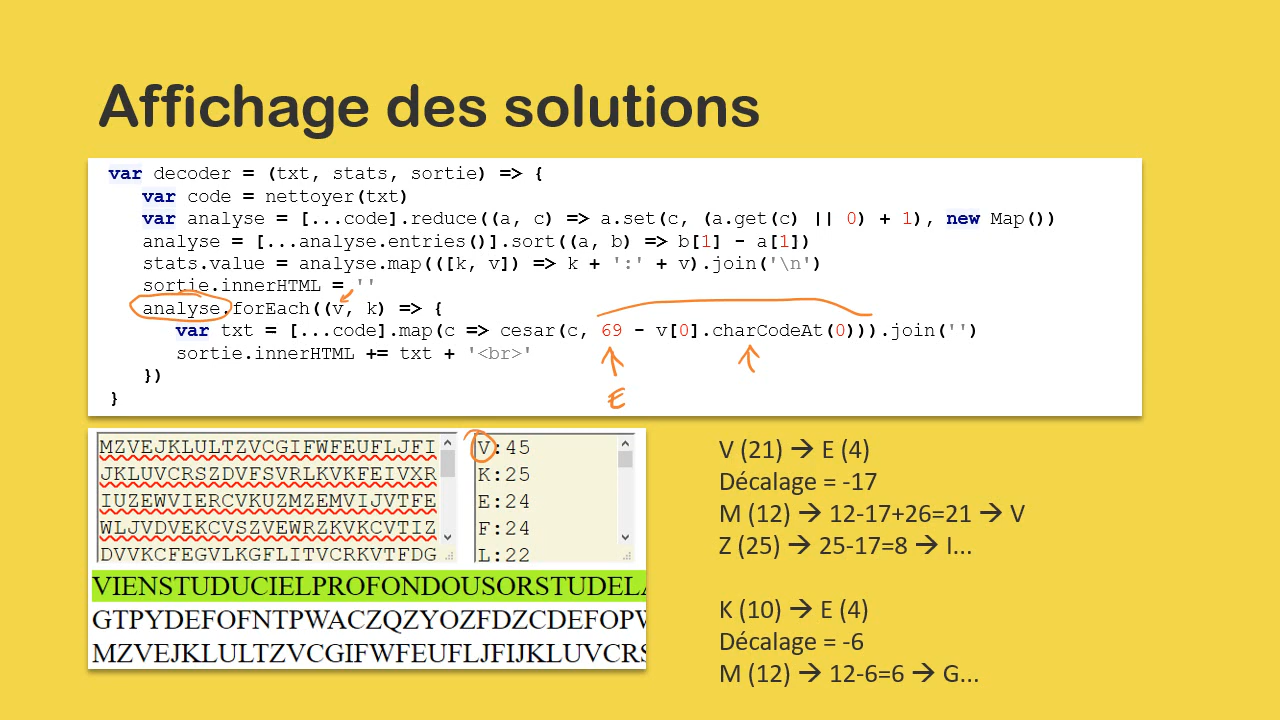 Affichage des solutions
var decoder = (txt, stats, sortie) => {
var code = nettoyer(txt)
var analyse = [...code].reduce((a, c) => a.set(c, (a.get(c) || 0) + 1), new Map())
analyse = [...analyse.entries()].sort((a, b) => b[1] - a[1])
stats.value = analyse.map(([k, v]) => k + ':' + v).join('\n')
sortie.innerHTML = ''
analyse.forEach((v, k) => {
var txt = [...code].map(c => cesar(c, 69 - v[0].charCodeAt(0))).join('')
sortie.innerHTML += txt + '<br>'
})
}
E
MZVEJKLULTZVCGIFWFEUFLJFI
JKLUVCRSZDVFSVRLKVKFEIVXR
IUZEWVIERCVKUZMZEMVIJVTFE
WLJVDVEKCVSZVEWRZKVKCVTIZ
DVVKCFEGVLKGFLITVCRKVTFDG
V:45
K:25
E:24
F:24
L:22
VIENSTUDUCIELPROFONDOUSORSTUDELA
GTPYDEFOFNTPWACZQZYOZFDZCDEFOPW
MZVEJKLULTZVCGIFWFEUFLJFIJKLUVCRS
V (21) → E (4)
Décalage = -17
M (12) → 12-17+26=21 → V
Z (25) → 25-17=8 → I...
K (10) → E (4)
Décalage = -6
M (12) → 12-6=6 → G...